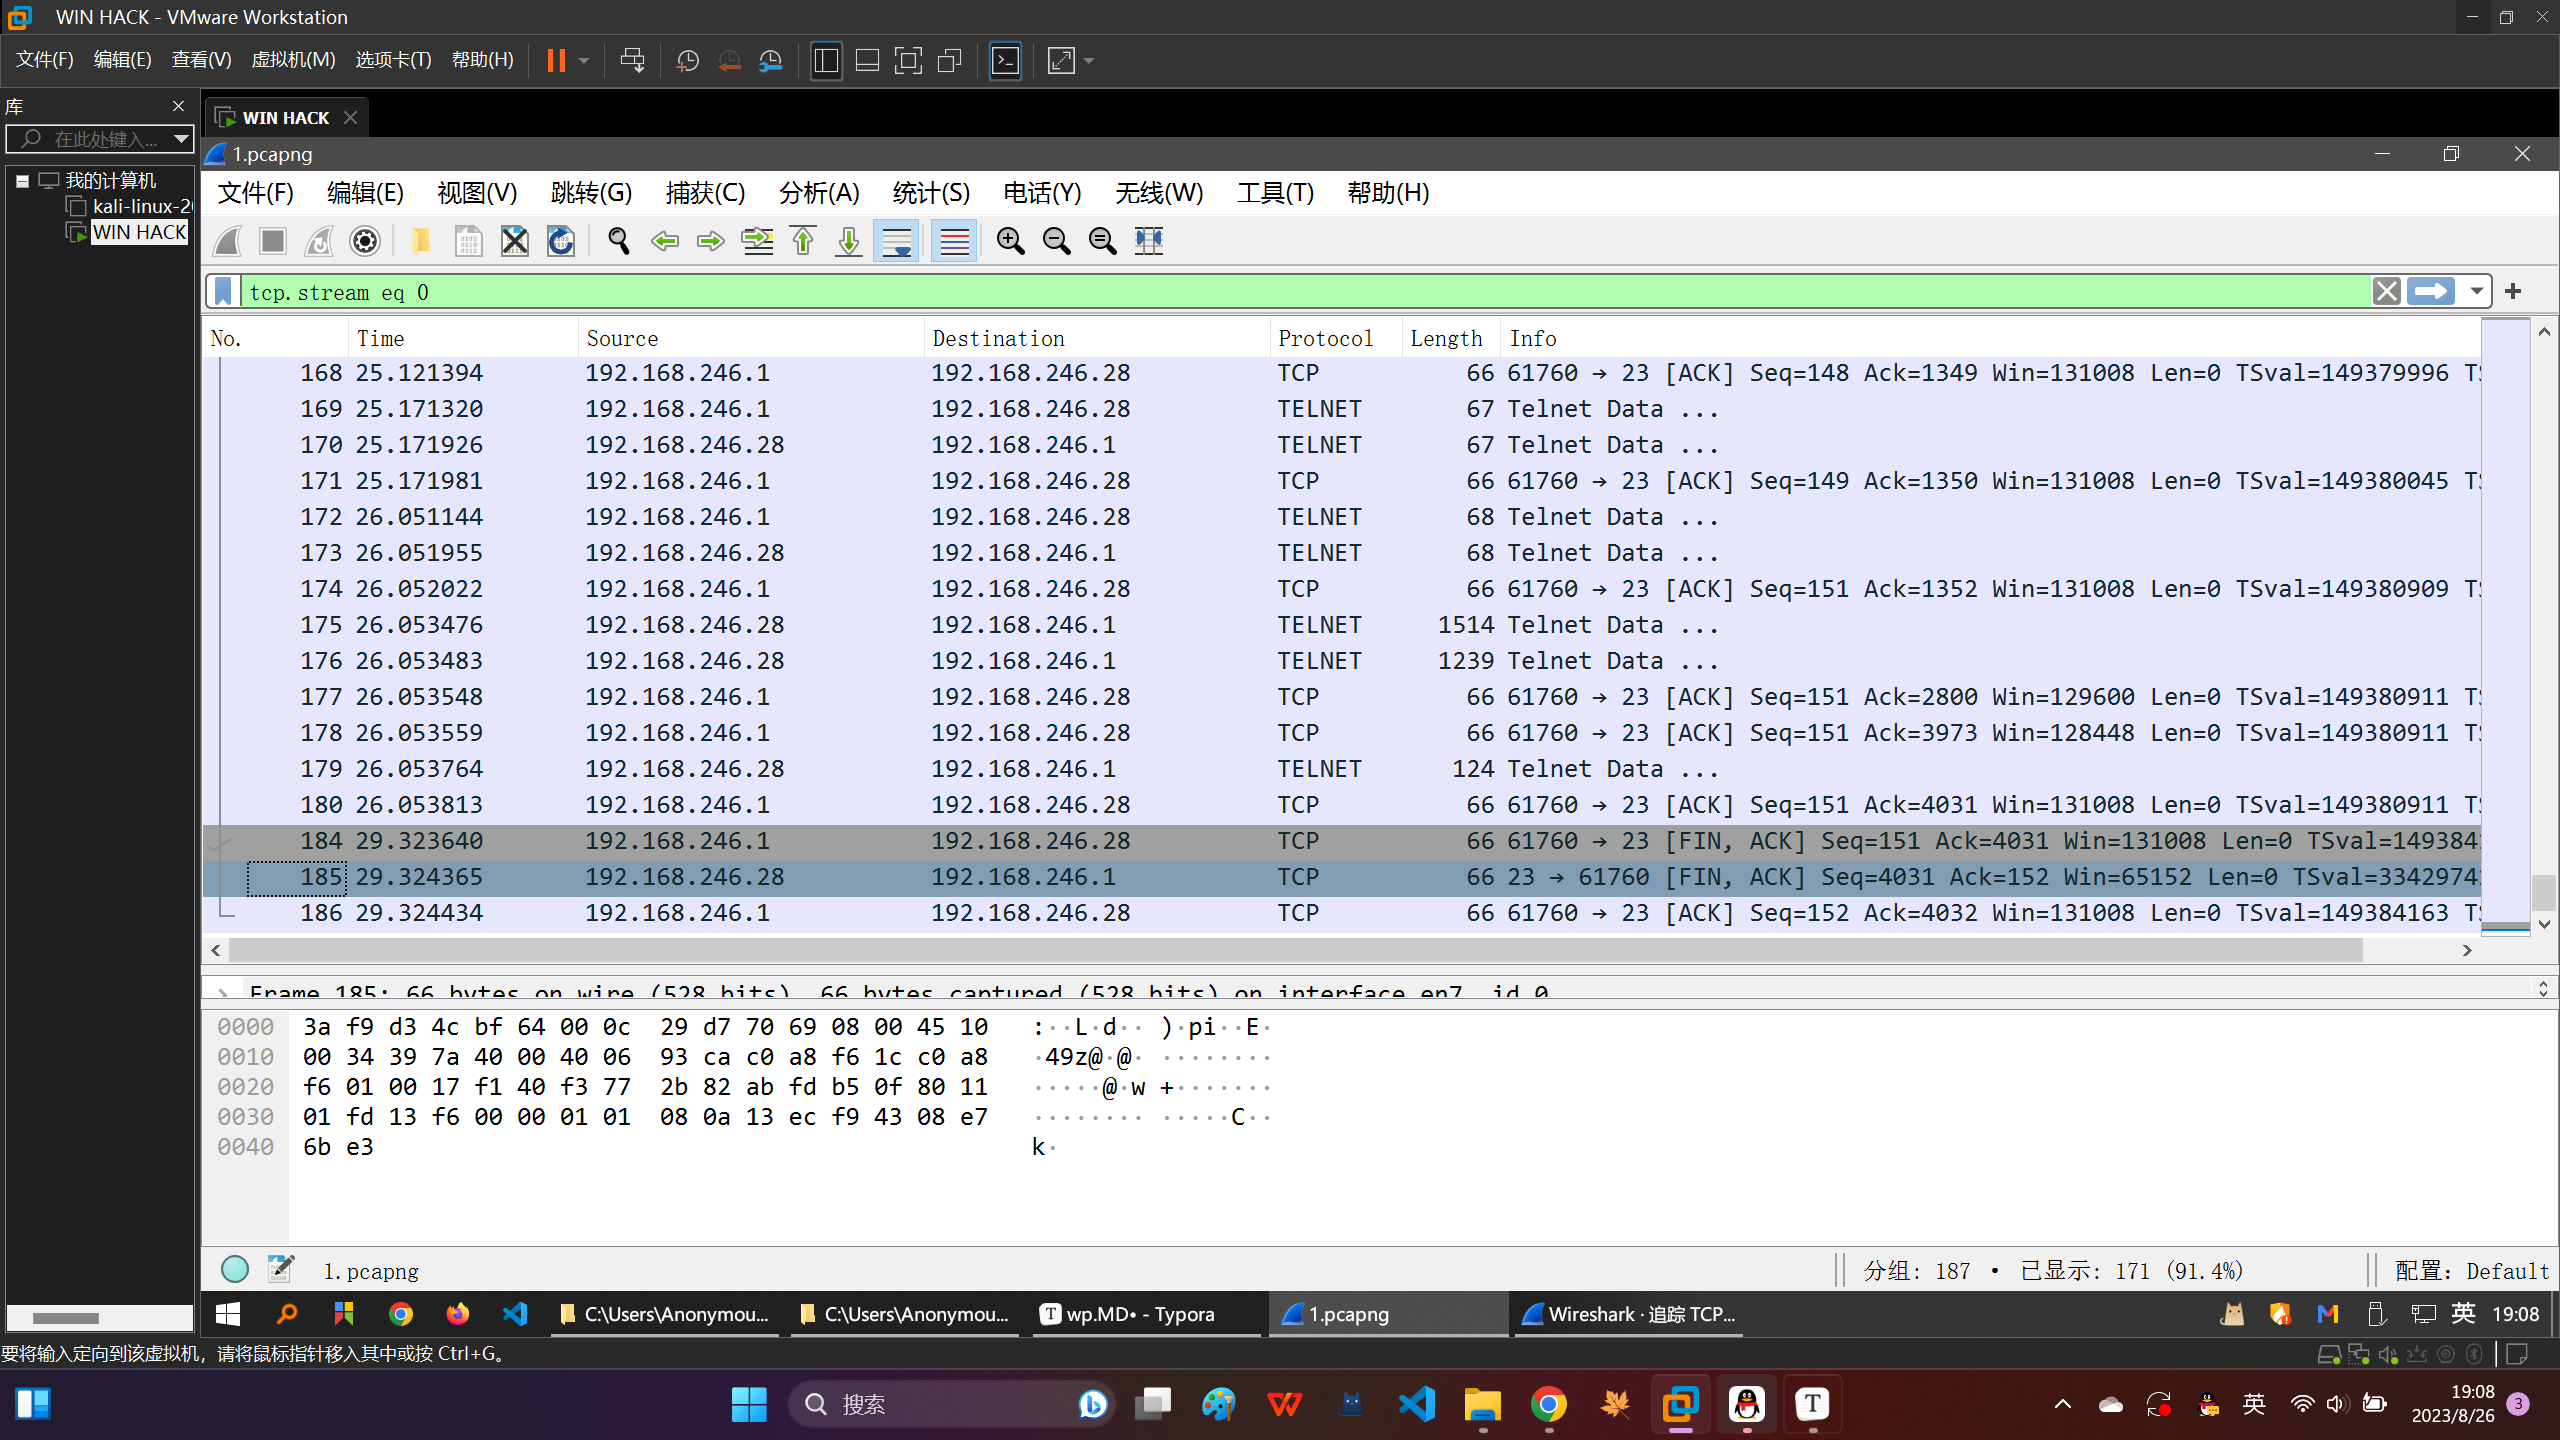 WIN HACK - VMware Workstation
文件(F) 编辑(E) 查看(V) 虚拟机(M) 选项卡(T) 帮助(H)
库
在此处键入...
我的计算机
kali-linux-2
WIN HACK
WIN HACK
1.pcapng
文件(F) 编辑(E) 视图(V) 跳转(G) 捕获(C) 分析(A) 统计(S) 电话(Y) 无线(W) 工具(T) 帮助(H)
tcp.stream eq 0
No. Time Source Destination Protocol Length Info
168 25.121394 192.168.246.1 192.168.246.28 TCP 66 61760 → 23 [ACK] Seq=148 Ack=1349 Win=131008 Len=0 TSval=149379996 TS
169 25.171320 192.168.246.1 192.168.246.28 TELNET 67 Telnet Data ...
170 25.171926 192.168.246.28 192.168.246.1 TELNET 67 Telnet Data ...
171 25.171981 192.168.246.1 192.168.246.28 TCP 66 61760 → 23 [ACK] Seq=149 Ack=1350 Win=131008 Len=0 TSval=149380045 TS
172 26.051144 192.168.246.1 192.168.246.28 TELNET 68 Telnet Data ...
173 26.051955 192.168.246.28 192.168.246.1 TELNET 68 Telnet Data ...
174 26.052022 192.168.246.1 192.168.246.28 TCP 66 61760 → 23 [ACK] Seq=151 Ack=1352 Win=131008 Len=0 TSval=149380909 TS
175 26.053476 192.168.246.28 192.168.246.1 TELNET 1514 Telnet Data ...
176 26.053483 192.168.246.28 192.168.246.1 TELNET 1239 Telnet Data ...
177 26.053548 192.168.246.1 192.168.246.28 TCP 66 61760 → 23 [ACK] Seq=151 Ack=2800 Win=129600 Len=0 TSval=149380911 TS
178 26.053559 192.168.246.1 192.168.246.28 TCP 66 61760 → 23 [ACK] Seq=151 Ack=3973 Win=128448 Len=0 TSval=149380911 TS
179 26.053764 192.168.246.28 192.168.246.1 TELNET 124 Telnet Data ...
180 26.053813 192.168.246.1 192.168.246.28 TCP 66 61760 → 23 [ACK] Seq=151 Ack=4031 Win=131008 Len=0 TSval=149380911 TS
184 29.323640 192.168.246.1 192.168.246.28 TCP 66 61760 → 23 [FIN, ACK] Seq=151 Ack=4031 Win=131008 Len=0 TSval=149384
185 29.324365 192.168.246.28 192.168.246.1 TCP 66 23 → 61760 [FIN, ACK] Seq=4031 Ack=152 Win=65152 Len=0 TSval=3342974
186 29.324434 192.168.246.1 192.168.246.28 TCP 66 61760 → 23 [ACK] Seq=152 Ack=4032 Win=131008 Len=0 TSval=149384163 TS
Frame 185: 66 bytes on wire (528 bits), 66 bytes captured (528 bits) on interface en7, id 0
0000 3a f9 d3 4c bf 64 00 0c 29 d7 70 69 08 00 45 10 :··L·d·· )·pi··E·
0010 00 34 39 7a 40 00 40 06 93 ca c0 a8 f6 1c c0 a8 ·49z@·@· ········
0020 f6 01 00 17 f1 40 f3 77 2b 82 ab fd b5 0f 80 11 ·····@·w +·······
0030 01 fd 13 f6 00 00 01 01 08 0a 13 ec f9 43 08 e7 ········ ·····C··
0040 6b e3 k·
1.pcapng 分组: 187 · 已显示: 171 (91.4%) 配置: Default
C:\Users\Anonymou... C:\Users\Anonymou... wp.MD• - Typora 1.pcapng Wireshark · 追踪 TCP... 英 19:08
要将输入定向到该虚拟机，请将鼠标指针移入其中或按 Ctrl+G。
搜索 英 19:08
2023/8/26 3